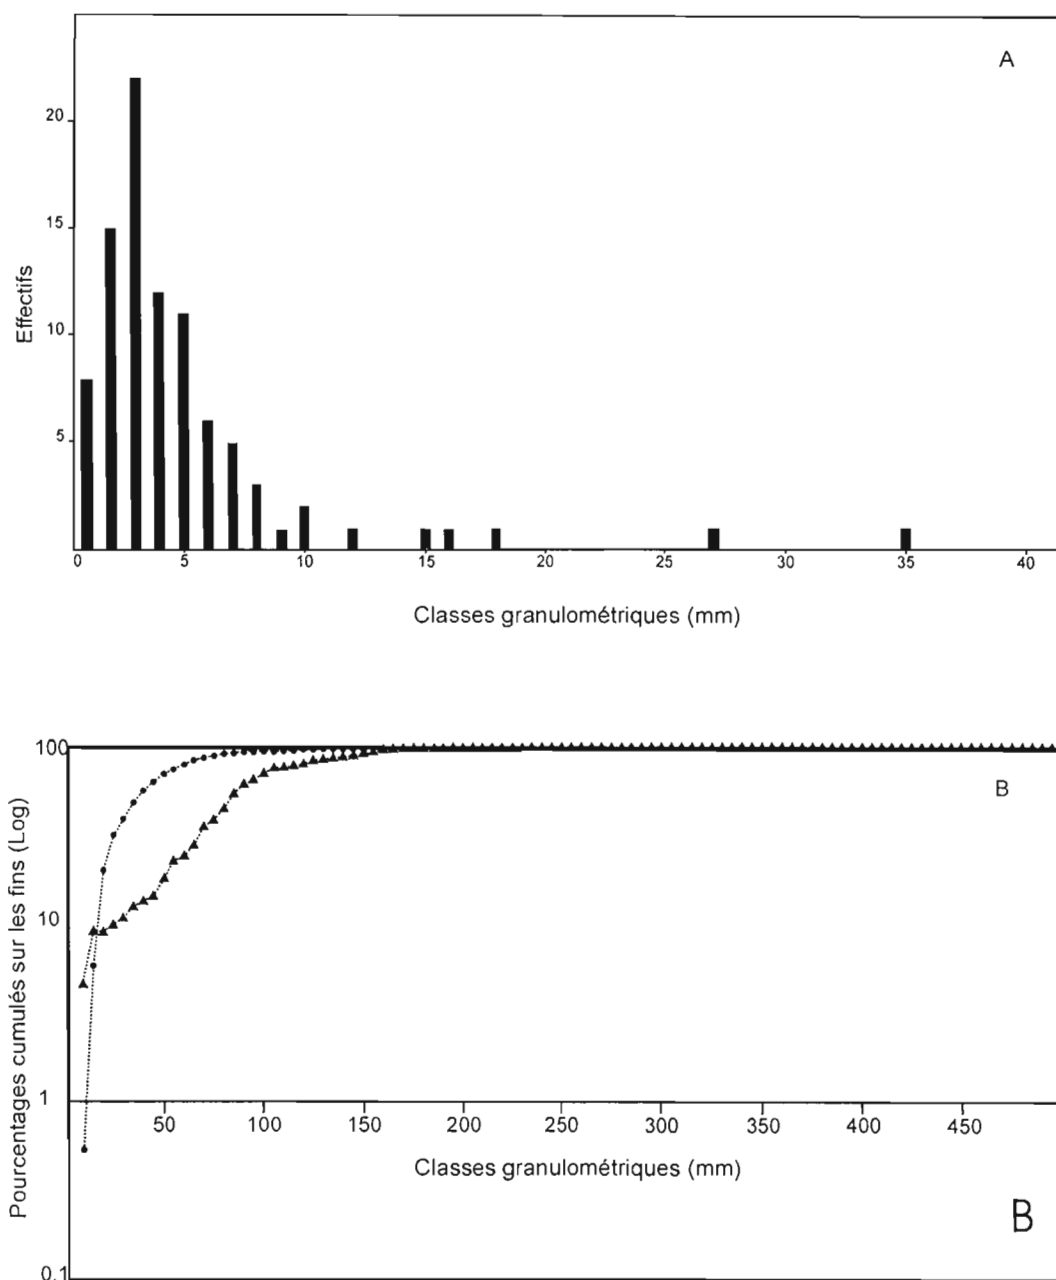 A
20
15
10
5
Effectifs
0 5 10 15 20 25 30 35 40
Classes granulométriques (mm)
100
B
10
1
Pourcentages cumulés sur les fins (Log)
50 100 150 200 250 300 350 400 450
Classes granulométriques (mm)
B
0.1